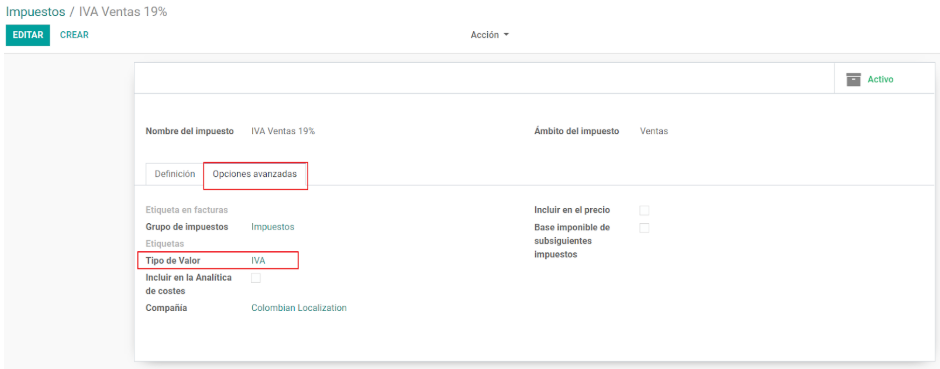 Impuestos / IVA Ventas 19%
EDITAR CREAR Acción
Activo
Nombre del impuesto IVA Ventas 19% Ámbito del impuesto Ventas
Definición Opciones avanzadas
Etiqueta en facturas
Grupo de impuestos Impuestos
Etiquetas
Tipo de Valor IVA
Incluir en la Analítica
de costes
Compañía Colombian Localization
Incluir en el precio
Base imponible de
subsiguientes
impuestos